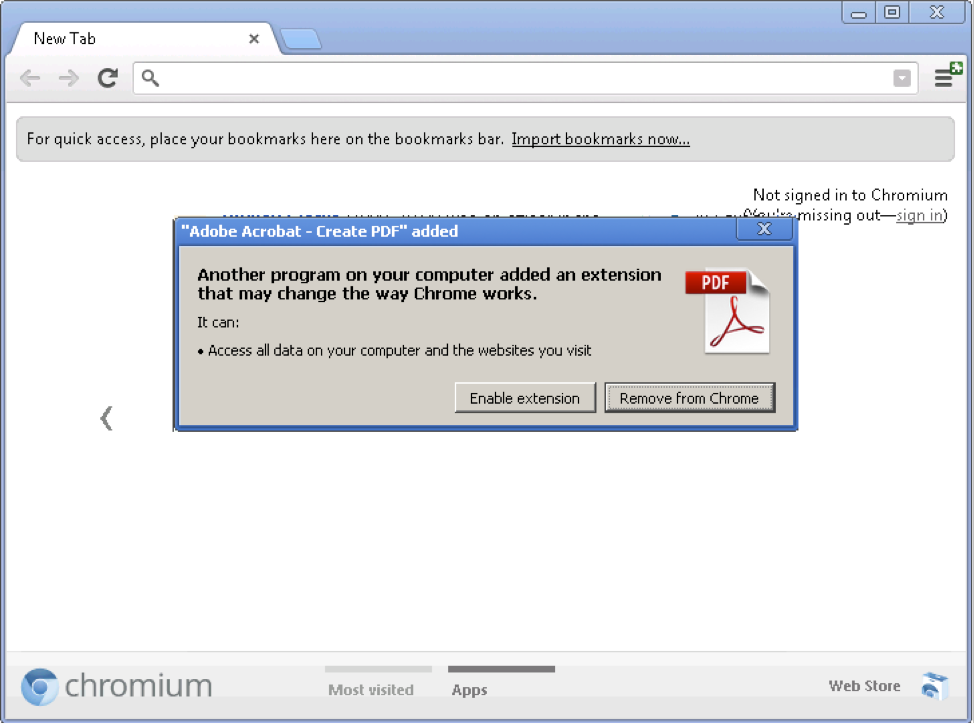 New Tab
For quick access, place your bookmarks here on the bookmarks bar. Import bookmarks now...
Not signed in to Chromium
(You're missing out—sign in)
"Adobe Acrobat - Create PDF" added
Another program on your computer added an extension
that may change the way Chrome works.
PDF
It can:
• Access all data on your computer and the websites you visit
Enable extension
Remove from Chrome
chromium
Most visited
Apps
Web Store